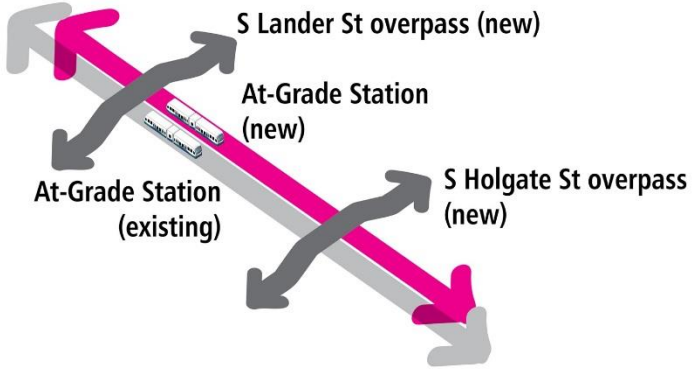 S Lander St overpass (new)
At-Grade Station
(new)
At-Grade Station
(existing)
S Holgate St overpass
(new)